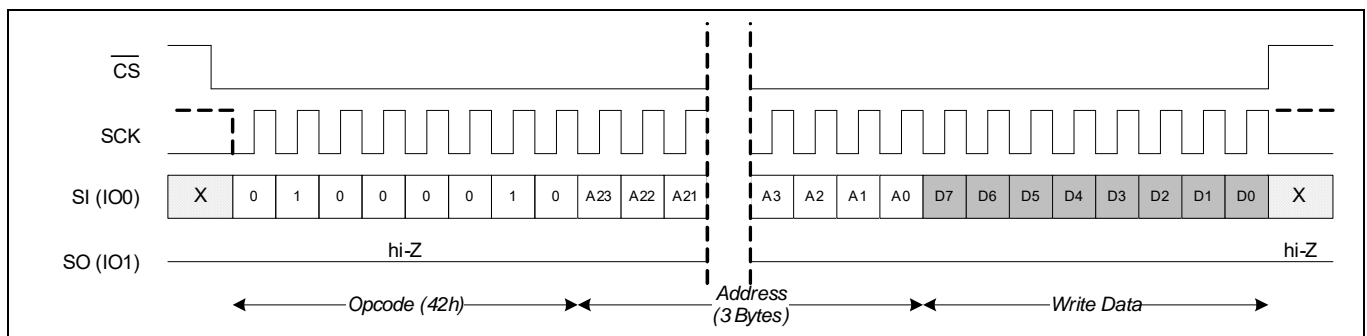 CS
SCK
SI (IO0) X 0 1 0 0 0 0 1 0 A23 A22 A21 A3 A2 A1 A0 D7 D6 D5 D4 D3 D2 D1 D0 X
hi-Z hi-Z
SO (IO1)
Opcode (42h) Address (3 Bytes) Write Data